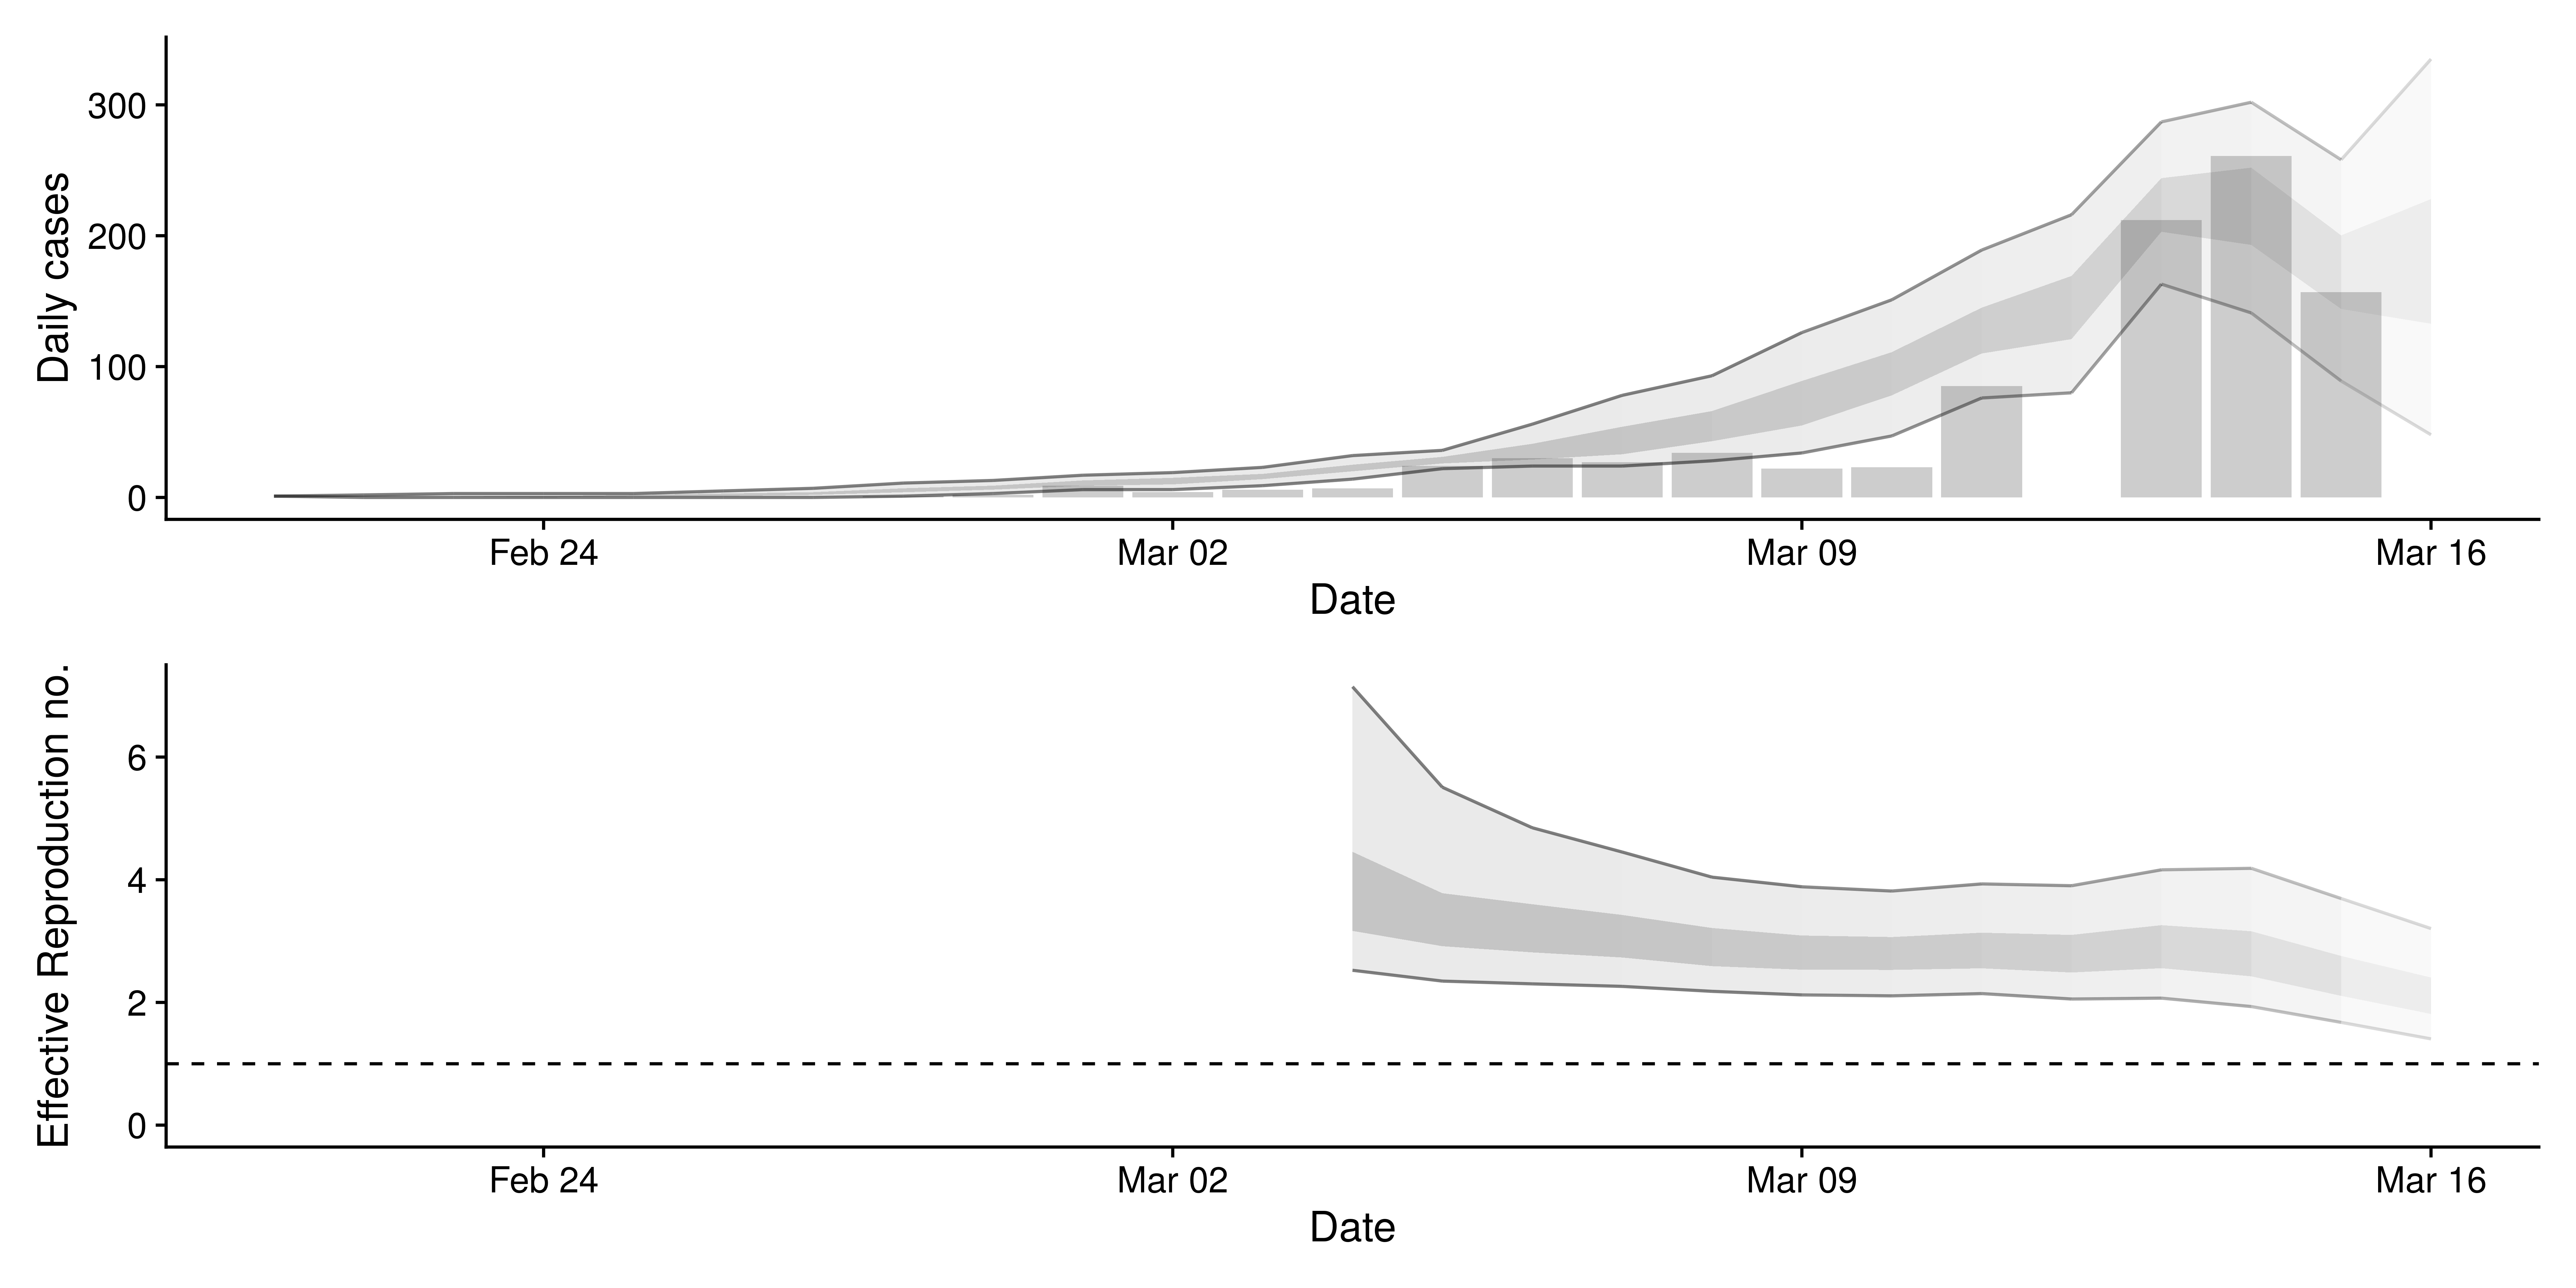 Daily cases
300
200
100
0
Feb 24 Mar 02 Mar 09 Mar 16
Date
Effective Reproduction no.
6
4
2
0
Feb 24 Mar 02 Mar 09 Mar 16
Date